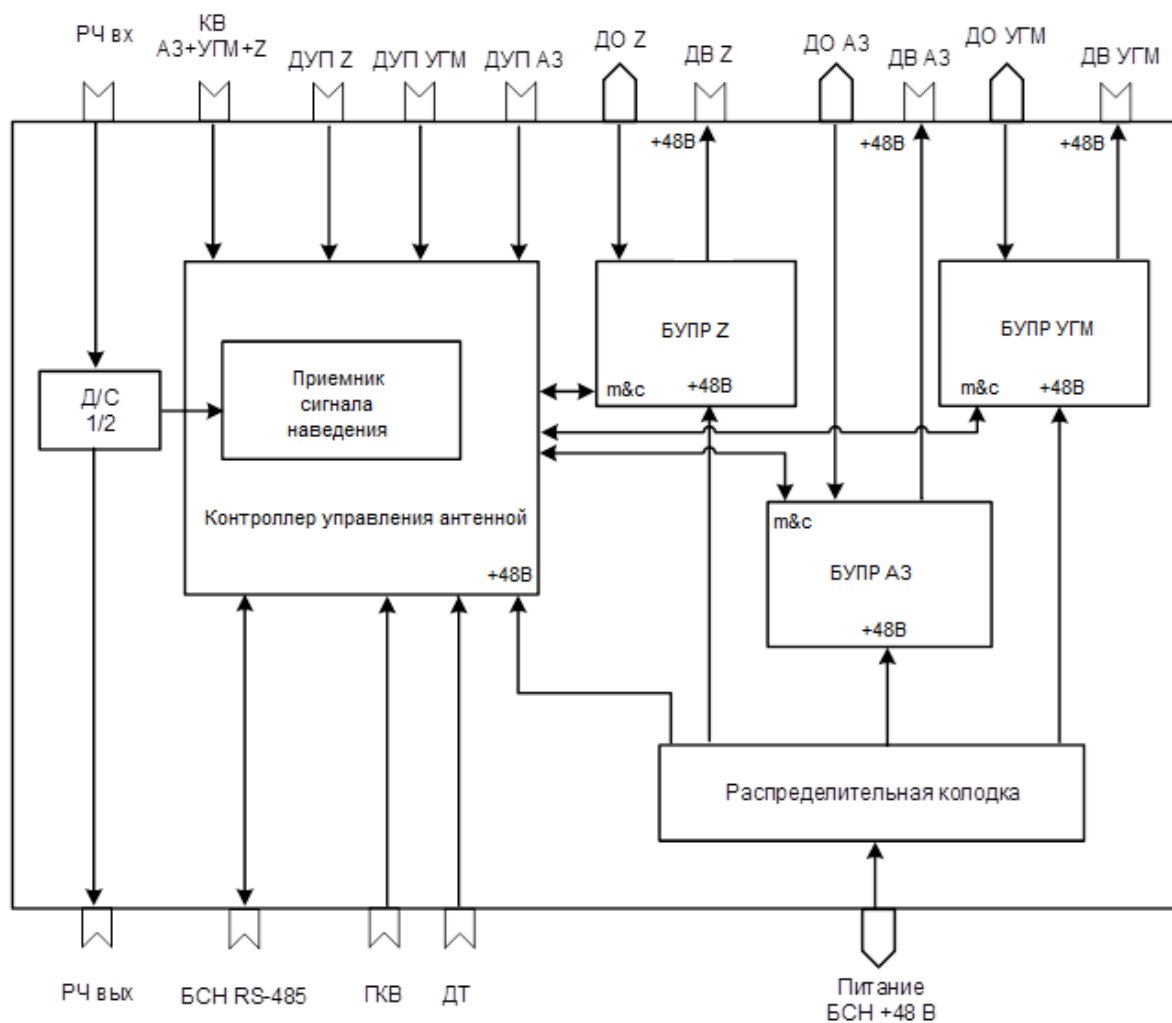 РЧ вх
КВ
АЗ+УГМ+Z
ДУП Z
ДУП УГМ
ДУП АЗ
ДО Z
ДВ Z
ДО АЗ
ДВ АЗ
ДО УГМ
ДВ УГМ
+48В
+48В
+48В
Д/С
1/2
Приемник
сигнала
наведения
Контроллер управления антенной
+48В
БУПР Z
m&c
+48В
БУПР УГМ
m&c
+48В
m&c
БУПР АЗ
+48В
Распределительная колодка
РЧ вых
БСН RS-485
ГКВ
ДТ
Питание
БСН +48 В